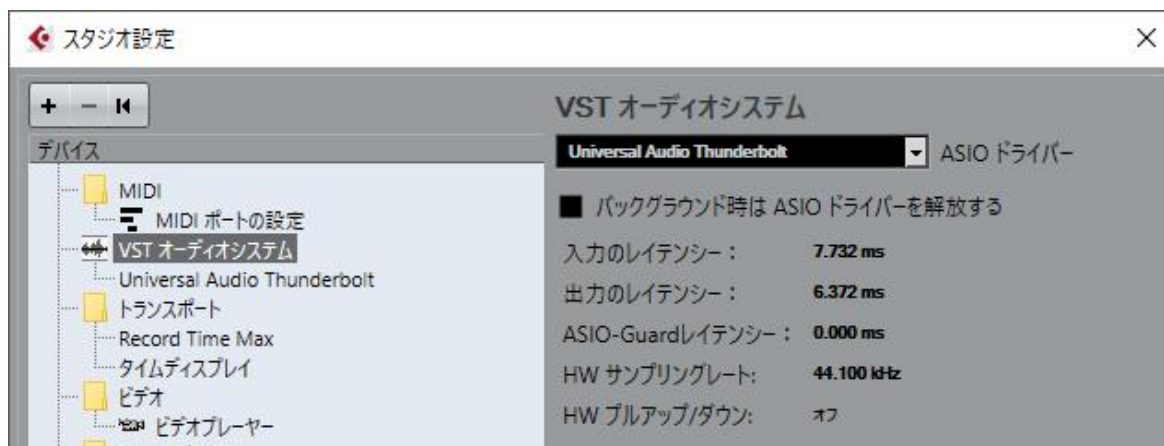 スタジオ設定
デバイス
MIDI
MIDI ポートの設定
VST オーディオシステム
Universal Audio Thunderbolt
トランスポート
Record Time Max
タイムディスプレイ
ビデオ
ビデオプレーヤー
VST オーディオシステム
Universal Audio Thunderbolt ASIO ドライバー
バックグラウンド時は ASIO ドライバーを解放する
入力のレイテンシー： 7.732 ms
出力のレイテンシー： 6.372 ms
ASIO-Guardレイテンシー： 0.000 ms
HW サンプリングレート: 44.100 kHz
HW プルアップ/ダウン: オフ